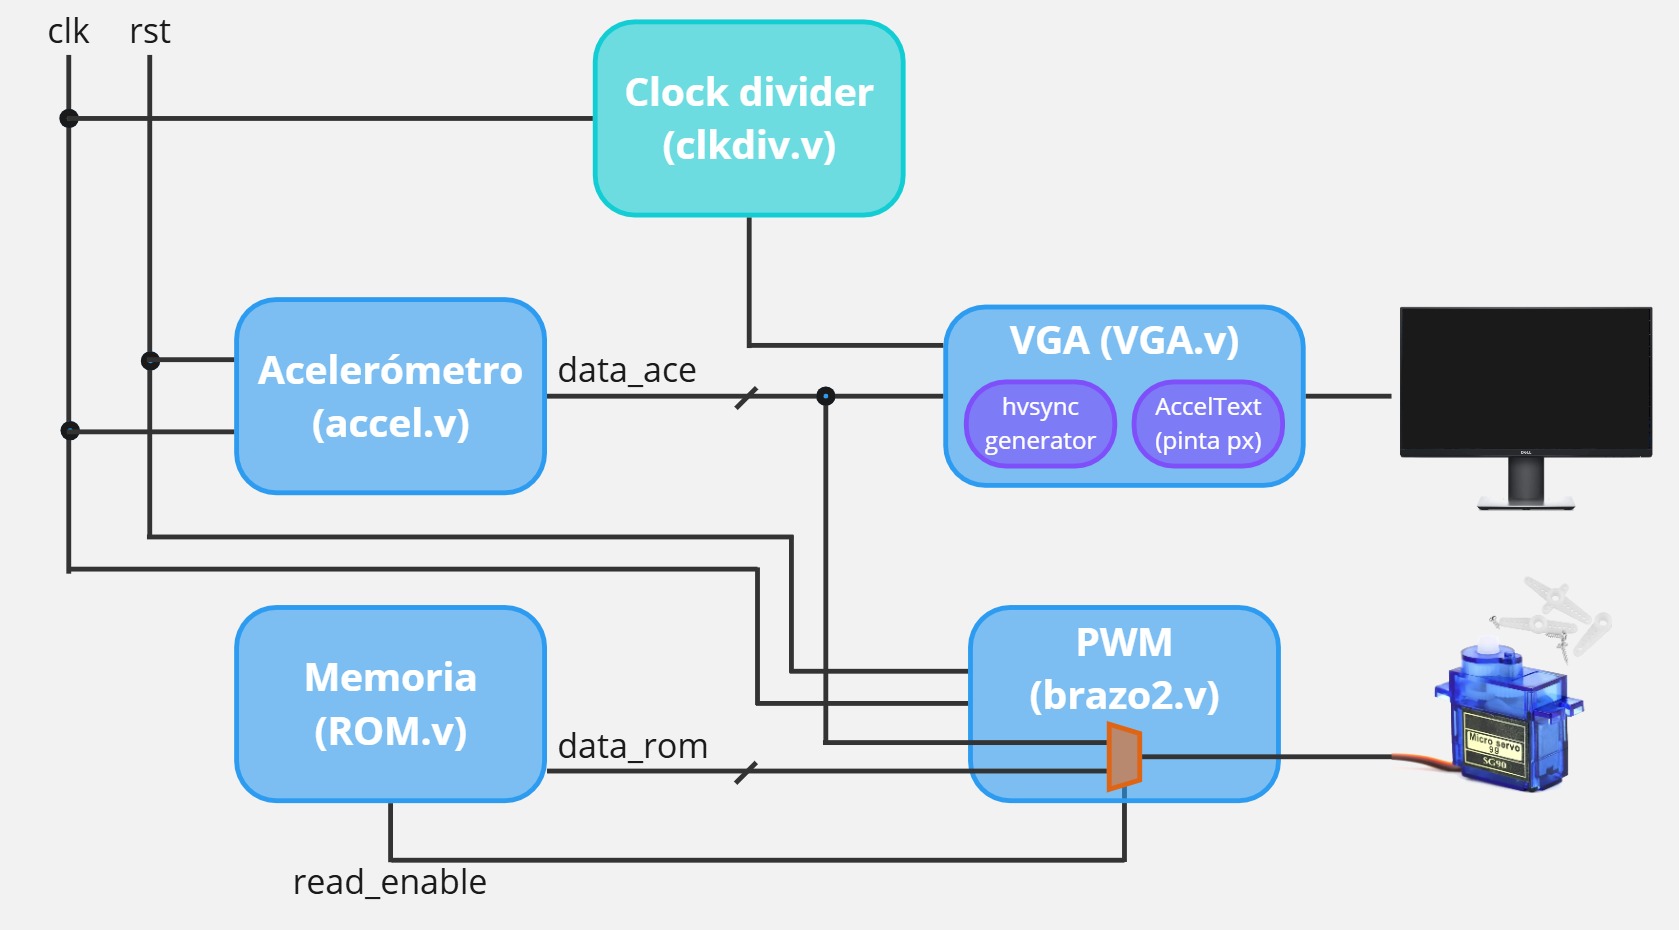 clk
rst
Clock divider
(clkdiv.v)
Acelerómetro
(accel.v)
data_ace
VGA (VGA.v)
hvsync
generator
AccelText
(pinta px)
DELL
Memoria
(ROM.v)
data_rom
PWM
(brazo2.v)
Micro servo
9g
SG90
read_enable